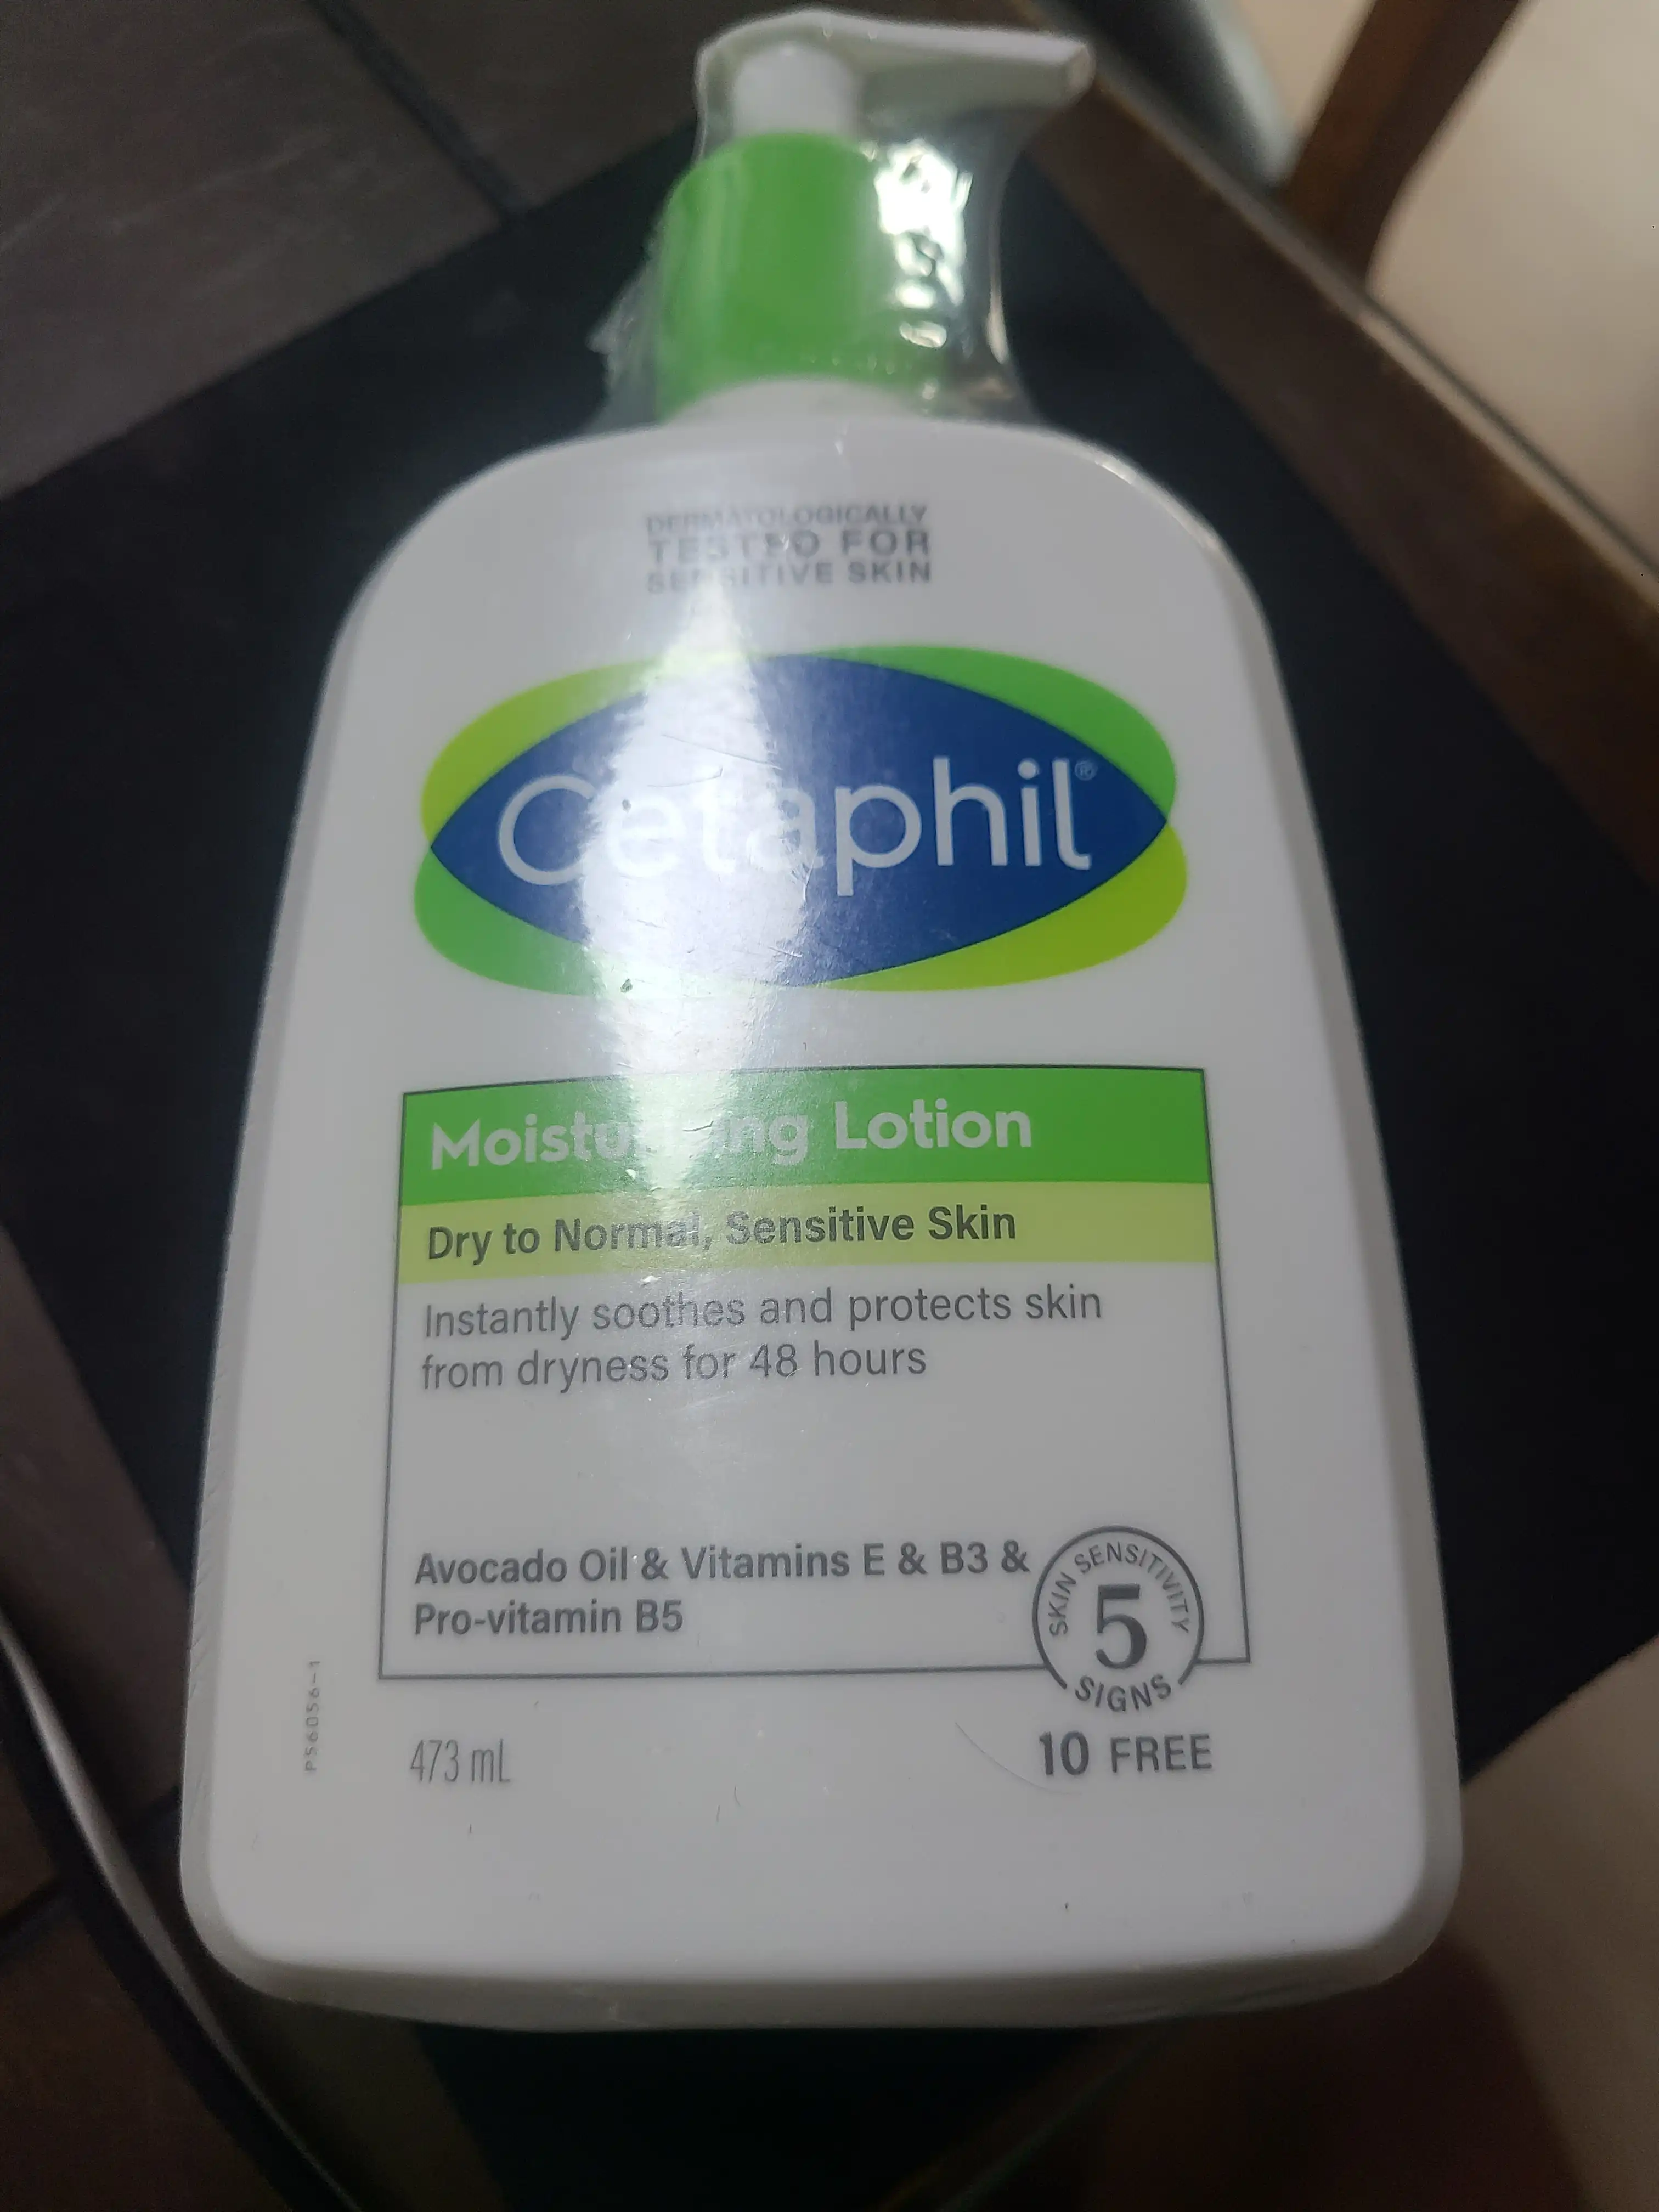 DERMATOLOGICALLY
TESTED FOR
SENSITIVE SKIN
Cetaphil®
Moisturizing Lotion
Dry to Normal, Sensitive Skin
Instantly soothes and protects skin
from dryness for 48 hours
Avocado Oil & Vitamins E & B3 &
Pro-vitamin B5
SKIN SENSITIVITY
5
SIGNS
10 FREE
473 mL
P56056-1